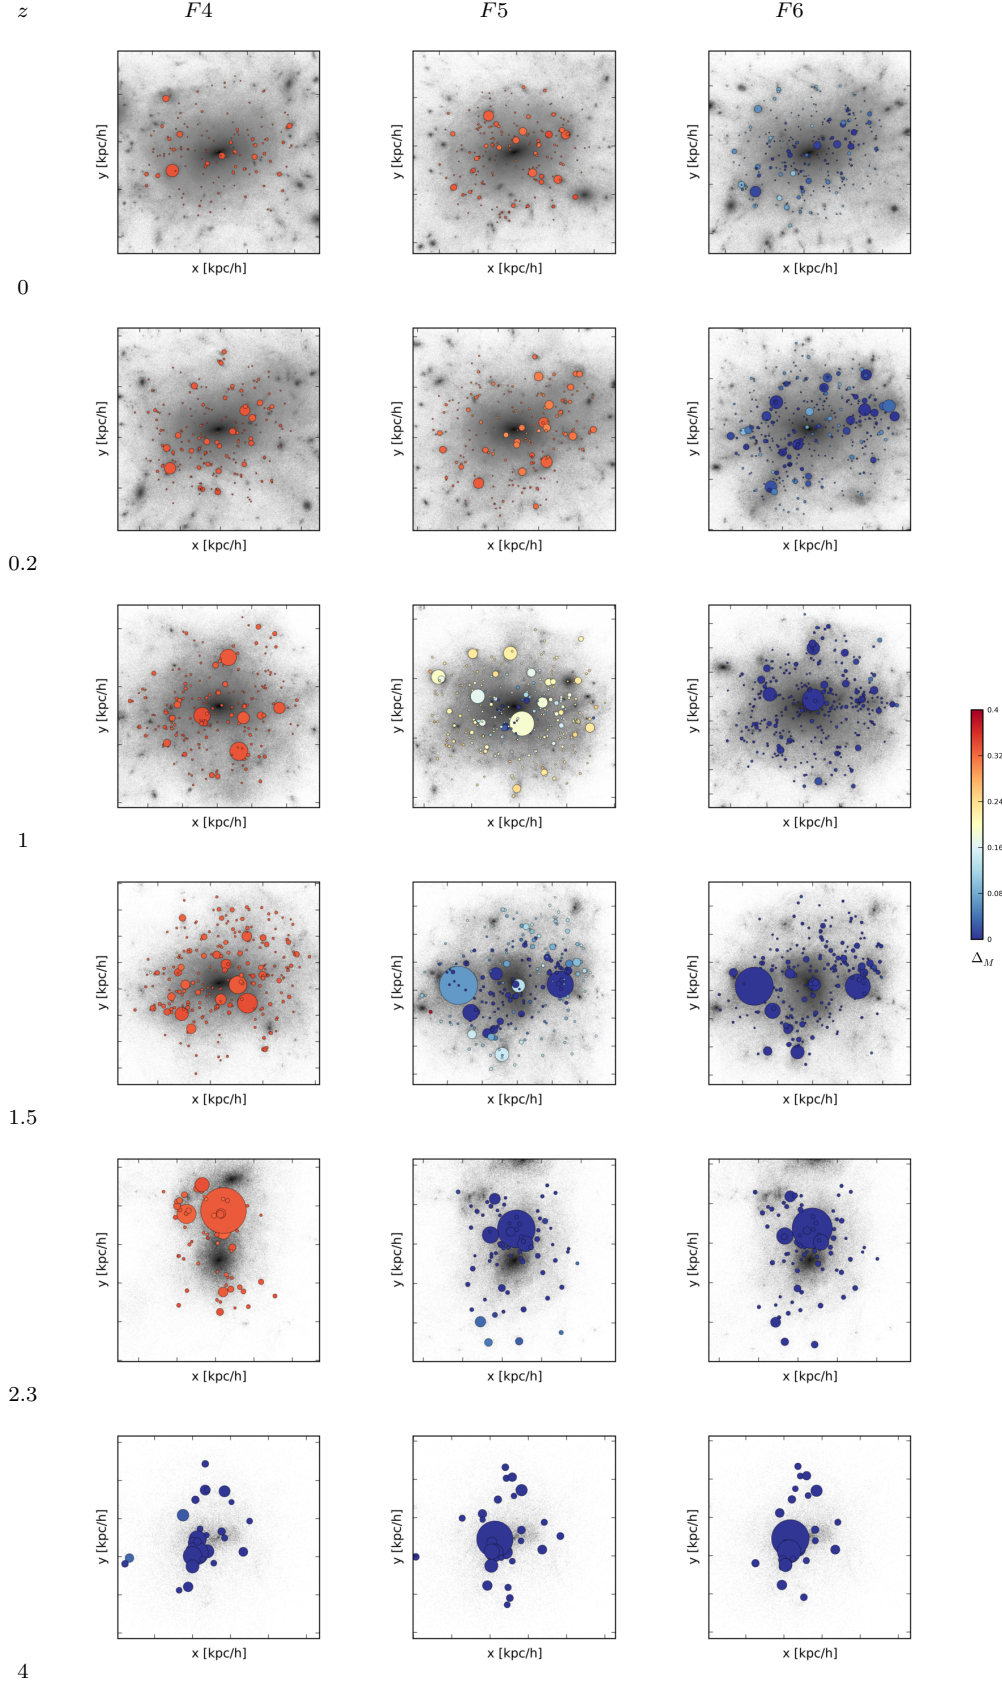 z F4 F5 F6
y [kpc/h] y [kpc/h] y [kpc/h]
x [kpc/h] x [kpc/h] x [kpc/h]
0
y [kpc/h] y [kpc/h] y [kpc/h]
x [kpc/h] x [kpc/h] x [kpc/h]
0.2
y [kpc/h] y [kpc/h] y [kpc/h]
x [kpc/h] x [kpc/h] x [kpc/h]
1
0.4
0.32
0.24
0.16
0.08
0
Δ_M
y [kpc/h] y [kpc/h] y [kpc/h]
x [kpc/h] x [kpc/h] x [kpc/h]
1.5
y [kpc/h] y [kpc/h] y [kpc/h]
x [kpc/h] x [kpc/h] x [kpc/h]
2.3
y [kpc/h] y [kpc/h] y [kpc/h]
x [kpc/h] x [kpc/h] x [kpc/h]
4